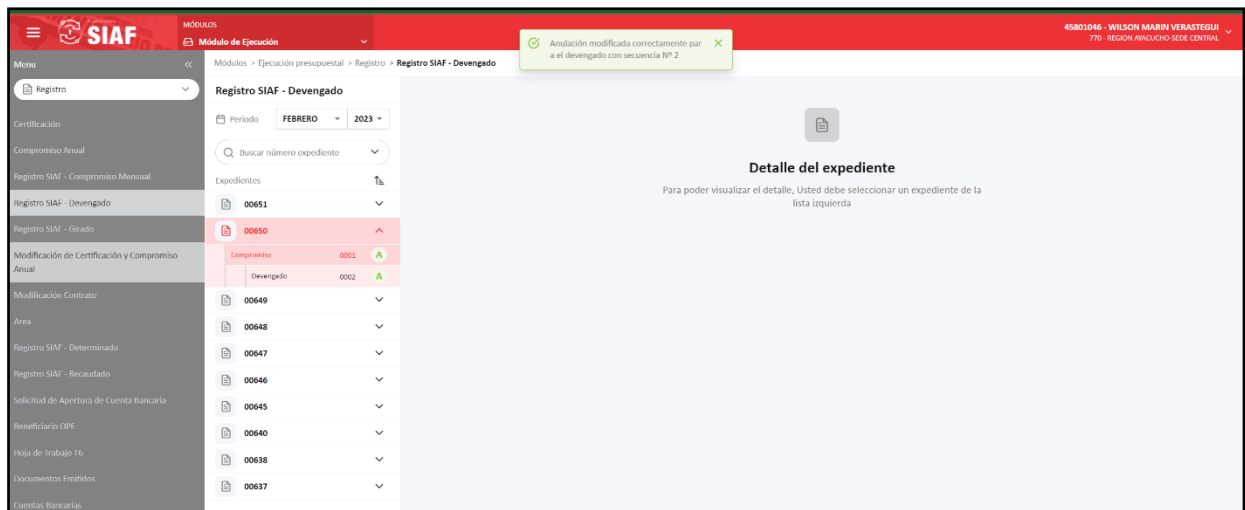 SIAF
MÓDULOS
Módulo de Ejecución
Anulación modificada correctamente par
a el devengado con secuencia Nº 2
45801046 - WILSON MARIN VERASTEGUI
770 - REGION AYACUCHO-SEDE CENTRAL
Menu
Módulos > Ejecución presupuestal > Registro > Registro SIAF - Devengado
Registro
Certificación
Compromiso Anual
Registro SIAF - Compromiso Mensual
Registro SIAF - Devengado
Registro SIAF - Girado
Modificación de Certificación y Compromiso
Anual
Modificación Contrato
Area
Registro SIAF - Determinado
Registro SIAF - Recaudado
Solicitud de Apertura de Cuenta Bancaria
Beneficiario OPE
Hoja de Trabajo T6
Documentos Emitidos
Cuentas Bancarias
Registro SIAF - Devengado
Periodo FEBRERO 2023
Buscar número expediente
Expedientes
00651
00650
Compromiso 0001 A
Devengado 0002 A
00649
00648
00647
00646
00645
00640
00638
00637
Detalle del expediente
Para poder visualizar el detalle, Usted debe seleccionar un expediente de la
lista izquierda